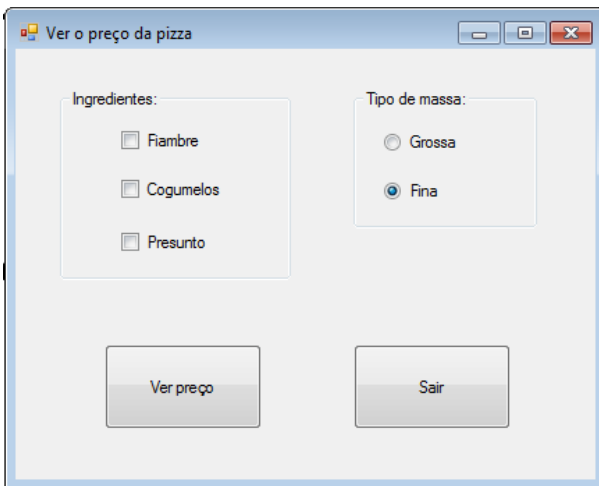 Ver o preço da pizza
Ingredientes:
Fiambre
Cogumelos
Presunto
Tipo de massa:
Grossa
Fina
Ver preço
Sair